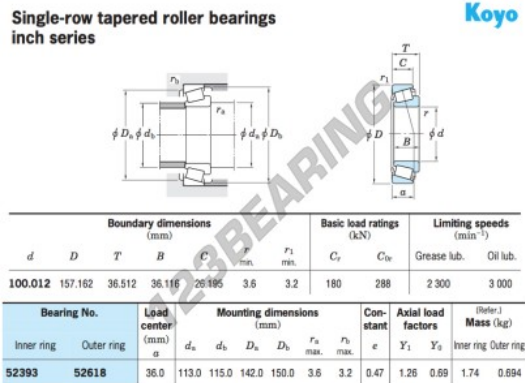 Single-row tapered roller bearings
inch series
Koyo
T
C
r1
r
φD
B
φd
a
rb
ra
φDa φdb
φda φDb
123BEARING
Boundary dimensions
(mm)
Basic load ratings
(kN)
Limiting speeds
(min⁻¹)
d D T B C r min. r1 min. Cr C0r Grease lub. Oil lub.
100.012 157.162 36.512 36.116 26.195 3.6 3.2 180 288 2 300 3 000
Bearing No.
Load center (mm) a
Mounting dimensions
(mm)
Con-stant e
Axial load factors
(Refer.)
Mass (kg)
Inner ring Outer ring da db Da Db ra max. rb max. Y1 Y0 Inner ring Outer ring
52393 52618 36.0 113.0 115.0 142.0 150.0 3.6 3.2 0.47 1.26 0.69 1.74 0.694